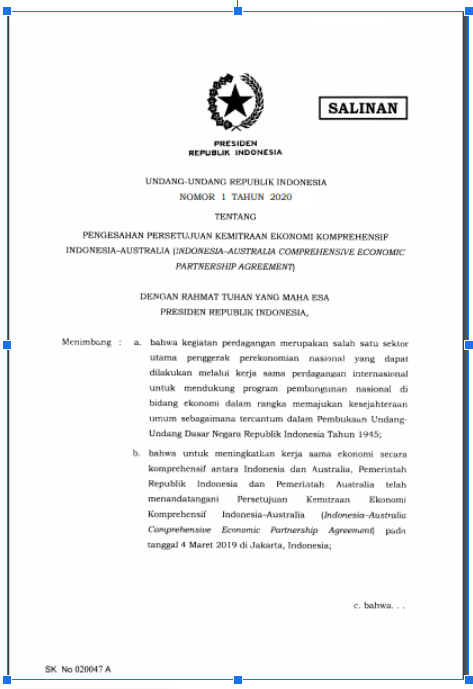 SALINAN
PRESIDEN
REPUBLIK INDONESIA
UNDANG-UNDANG REPUBLIK INDONESIA
NOMOR 1 TAHUN 2020
TENTANG
PENGESAHAN PERSETUJUAN KEMITRAAN EKONOMI KOMPREHENSIF
INDONESIA–AUSTRALIA (INDONESIA–AUSTRALIA COMPREHENSIVE ECONOMIC
PARTNERSHIP AGREEMENT)
DENGAN RAHMAT TUHAN YANG MAHA ESA
PRESIDEN REPUBLIK INDONESIA,
Menimbang : a. bahwa kegiatan perdagangan merupakan salah satu sektor
utama penggerak perekonomian nasional yang dapat
dilakukan melalui kerja sama perdagangan internasional
untuk mendukung program pembangunan nasional di
bidang ekonomi dalam rangka memajukan kesejahteraan
umum sebagaimana tercantum dalam Pembukaan Undang-
Undang Dasar Negara Republik Indonesia Tahun 1945;
b. bahwa untuk meningkatkan kerja sama ekonomi secara
komprehensif antara Indonesia dan Australia, Pemerintah
Republik Indonesia dan Pemerintah Australia telah
menandatangani Persetujuan Kemitraan Ekonomi
Komprehensif Indonesia–Australia (Indonesia–Australia
Comprehensive Economic Partnership Agreement) pada
tanggal 4 Maret 2019 di Jakarta, Indonesia;
c. bahwa. . .
SK No 020047 A